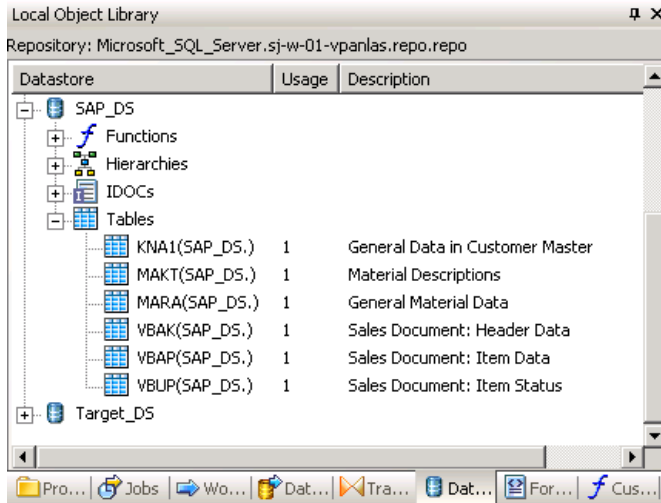 Local Object Library
Repository: Microsoft_SQL_Server.sj-w-01-vpanlas.repo.repo
Datastore Usage Description
SAP_DS
Functions
Hierarchies
IDOCs
Tables
KNA1(SAP_DS.) 1 General Data in Customer Master
MAKT(SAP_DS.) 1 Material Descriptions
MARA(SAP_DS.) 1 General Material Data
VBAK(SAP_DS.) 1 Sales Document: Header Data
VBAP(SAP_DS.) 1 Sales Document: Item Data
VBUP(SAP_DS.) 1 Sales Document: Item Status
Target_DS
Pro... Jobs Wo... Dat... Tra... Dat... For... Cus...